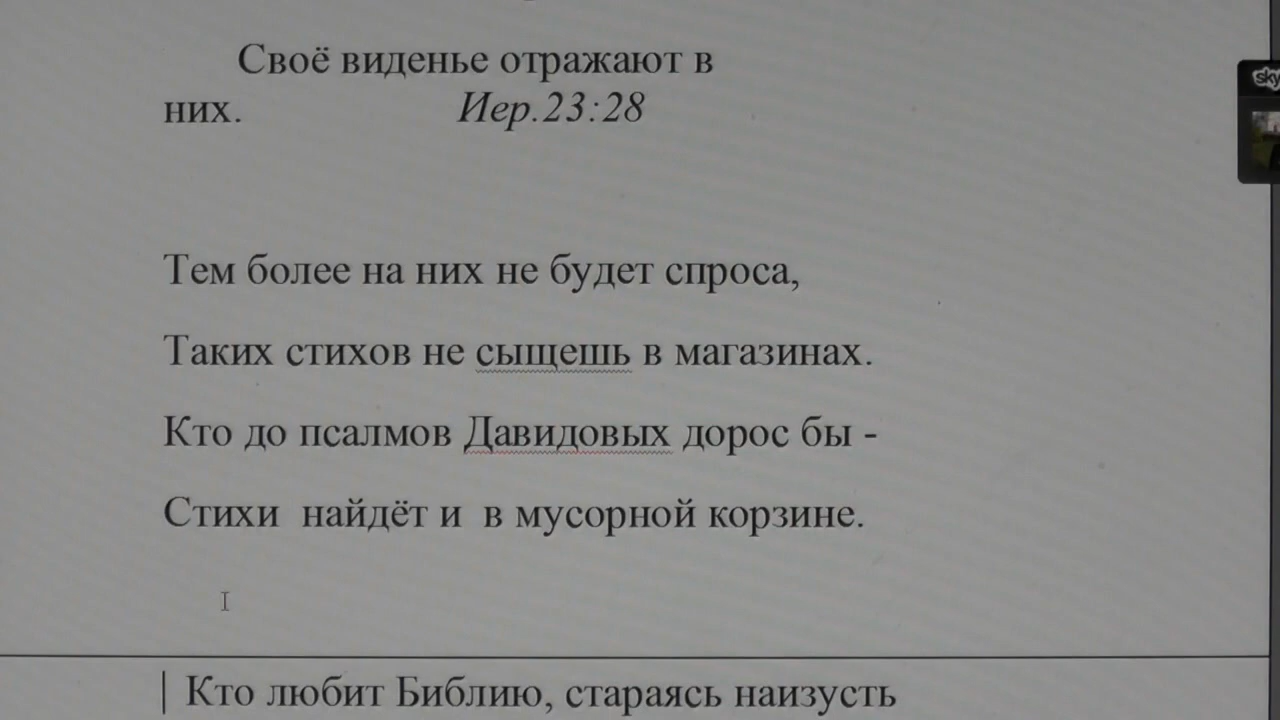 Своё виденье отражают в
них. Иер.23:28
Тем более на них не будет спроса,
Таких стихов не сыщешь в магазинах.
Кто до псалмов Давидовых дорос бы -
Стихи найдёт и в мусорной корзине.
Кто любит Библию, стараясь наизусть
sky